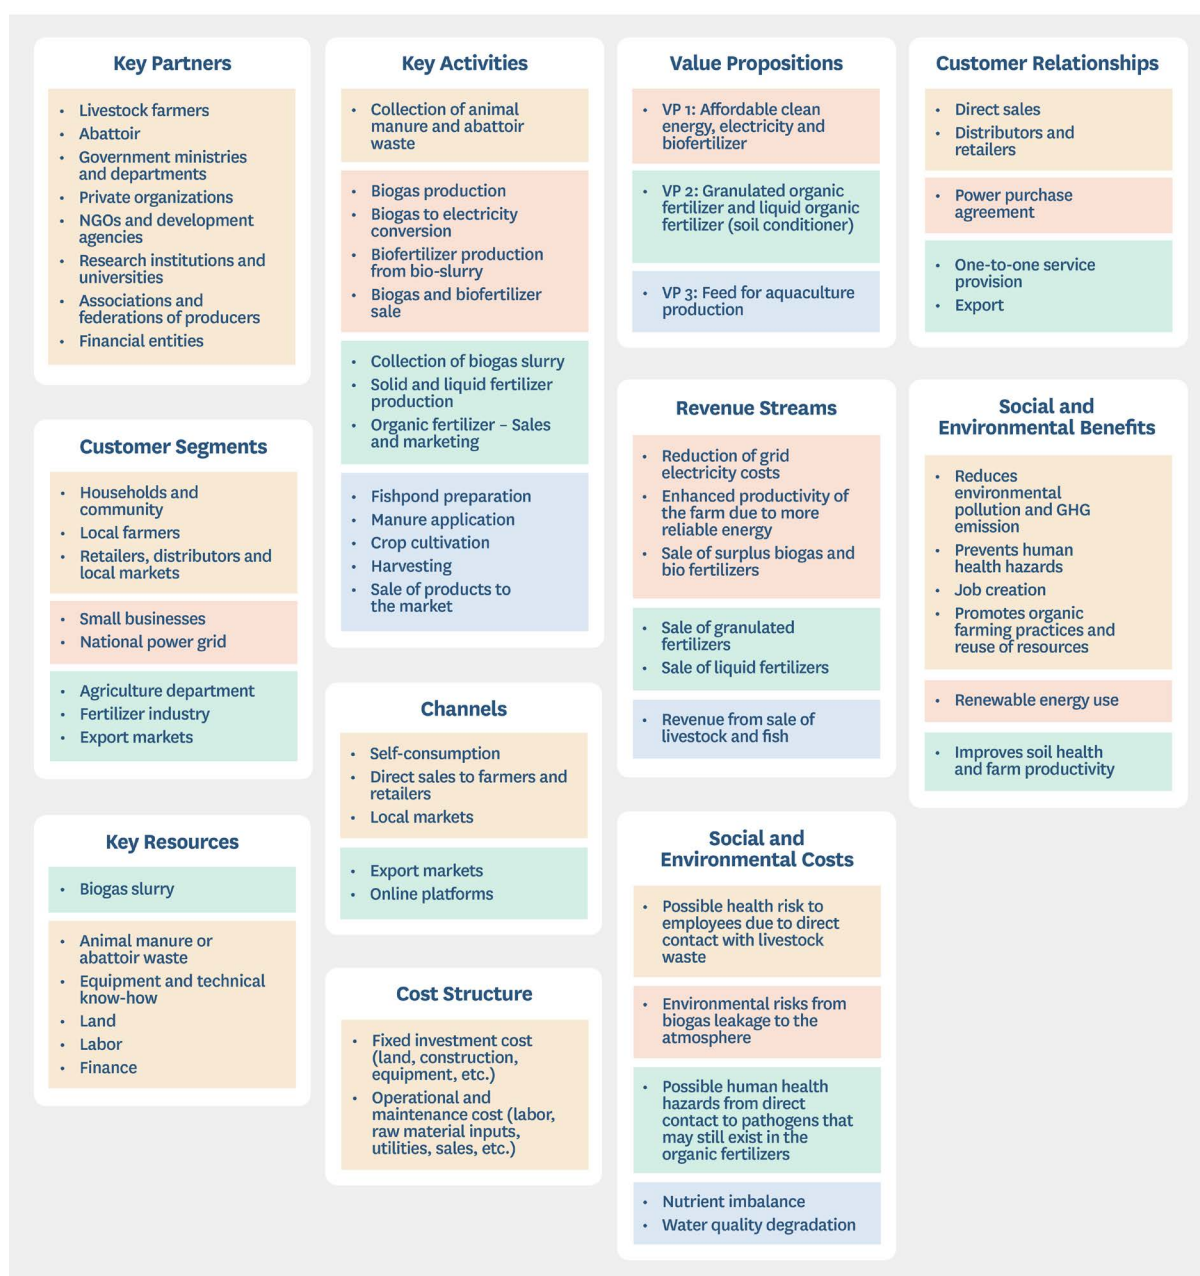 Key Partners
• Livestock farmers
• Abattoir
• Government ministries
and departments
• Private organizations
• NGOs and development
agencies
• Research institutions and
universities
• Associations and
federations of producers
• Financial entities
Customer Segments
• Households and
community
• Local farmers
• Retailers, distributors and
local markets
• Small businesses
• National power grid
• Agriculture department
• Fertilizer industry
• Export markets
Key Resources
• Biogas slurry
• Animal manure or
abattoir waste
• Equipment and technical
know-how
• Land
• Labor
• Finance
Key Activities
• Collection of animal
manure and abattoir
waste
• Biogas production
• Biogas to electricity
conversion
• Biofertilizer production
from bio-slurry
• Biogas and biofertilizer
sale
• Collection of biogas slurry
• Solid and liquid fertilizer
production
• Organic fertilizer – Sales
and marketing
• Fishpond preparation
• Manure application
• Crop cultivation
• Harvesting
• Sale of products to
the market
Channels
• Self-consumption
• Direct sales to farmers and
retailers
• Local markets
• Export markets
• Online platforms
Cost Structure
• Fixed investment cost
(land, construction,
equipment, etc.)
• Operational and
maintenance cost (labor,
raw material inputs,
utilities, sales, etc.)
Value Propositions
• VP 1: Affordable clean
energy, electricity and
biofertilizer
• VP 2: Granulated organic
fertilizer and liquid organic
fertilizer (soil conditioner)
• VP 3: Feed for aquaculture
production
Revenue Streams
• Reduction of grid
electricity costs
• Enhanced productivity of
the farm due to more
reliable energy
• Sale of surplus biogas and
bio fertilizers
• Sale of granulated
fertilizers
• Sale of liquid fertilizers
• Revenue from sale of
livestock and fish
Social and
Environmental Costs
• Possible health risk to
employees due to direct
contact with livestock
waste
• Environmental risks from
biogas leakage to the
atmosphere
• Possible human health
hazards from direct
contact to pathogens that
may still exist in the
organic fertilizers
• Nutrient imbalance
• Water quality degradation
Customer Relationships
• Direct sales
• Distributors and
retailers
• Power purchase
agreement
• One-to-one service
provision
• Export
Social and
Environmental Benefits
• Reduces
environmental
pollution and GHG
emission
• Prevents human
health hazards
• Job creation
• Promotes organic
farming practices and
reuse of resources
• Renewable energy use
• Improves soil health
and farm productivity